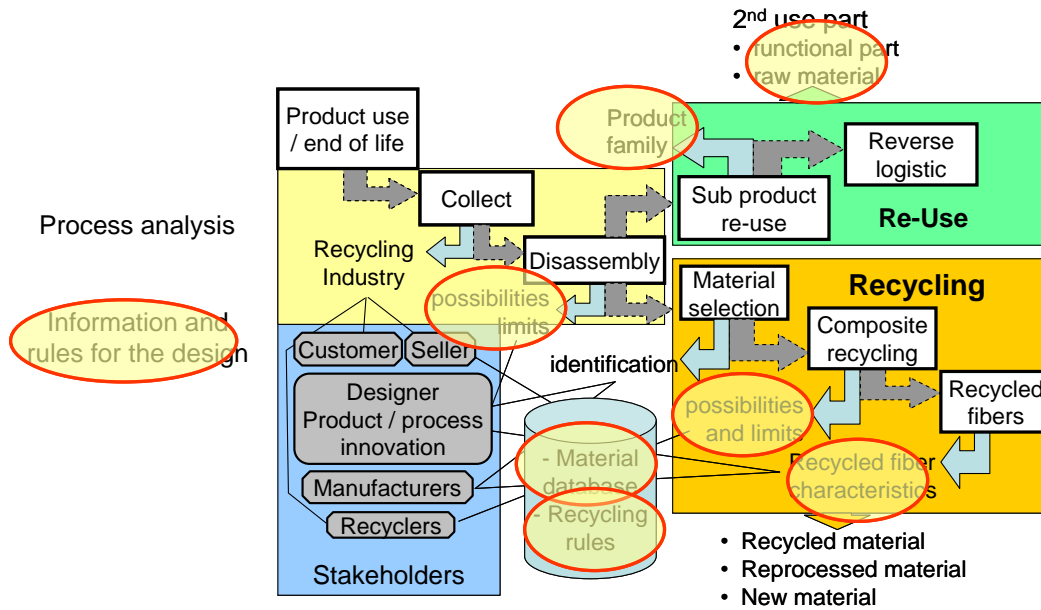 2nd use part
• functional part
• raw material
Product use
/ end of life
Product
family
Reverse
logistic
Collect
Sub product
re-use
Re-Use
Process analysis
Recycling
Industry
Disassembly
possibilities
limits
Material
selection
Recycling
Composite
recycling
Information and
rules for the design
Customer
Seller
identification
Recycled
fibers
Designer
Product / process
innovation
possibilities
and limits
- Material
database
Recycled fiber
characteristics
Manufacturers
- Recycling
rules
Recyclers
Stakeholders
• Recycled material
• Reprocessed material
• New material